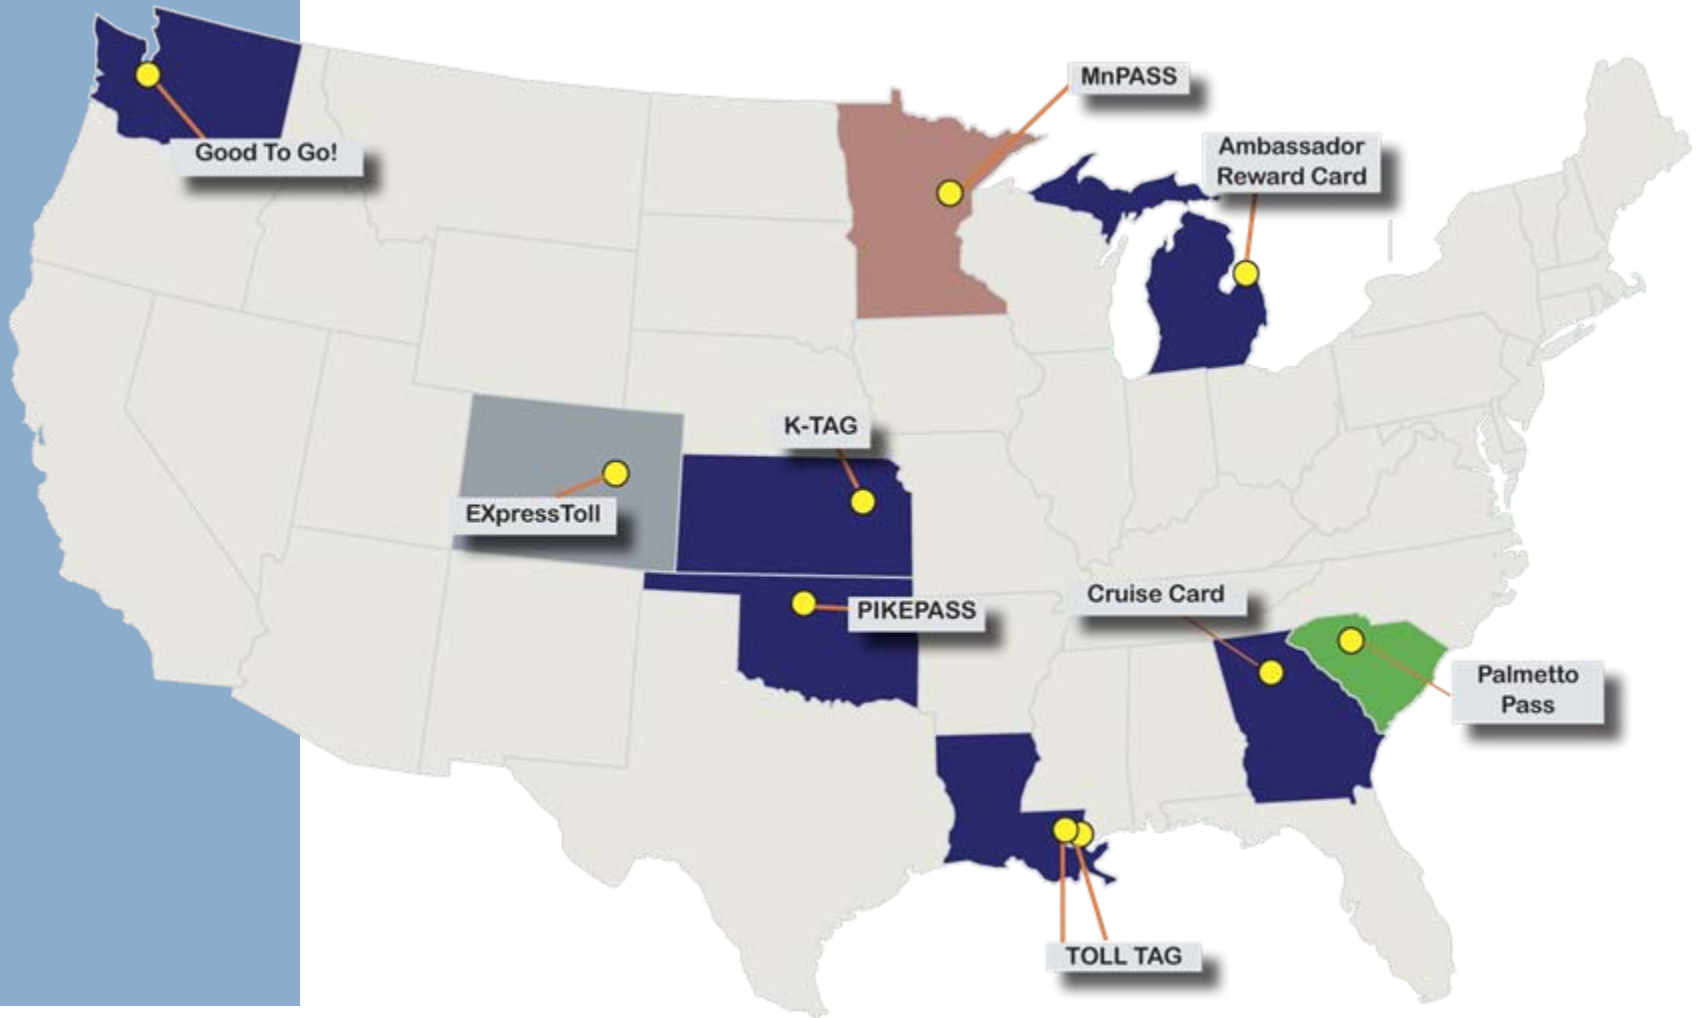 MnPASS
Ambassador
Reward Card
Good To Go!
K-TAG
EXpressToll
Cruise Card
PIKEPASS
Palmetto
Pass
TOLL TAG